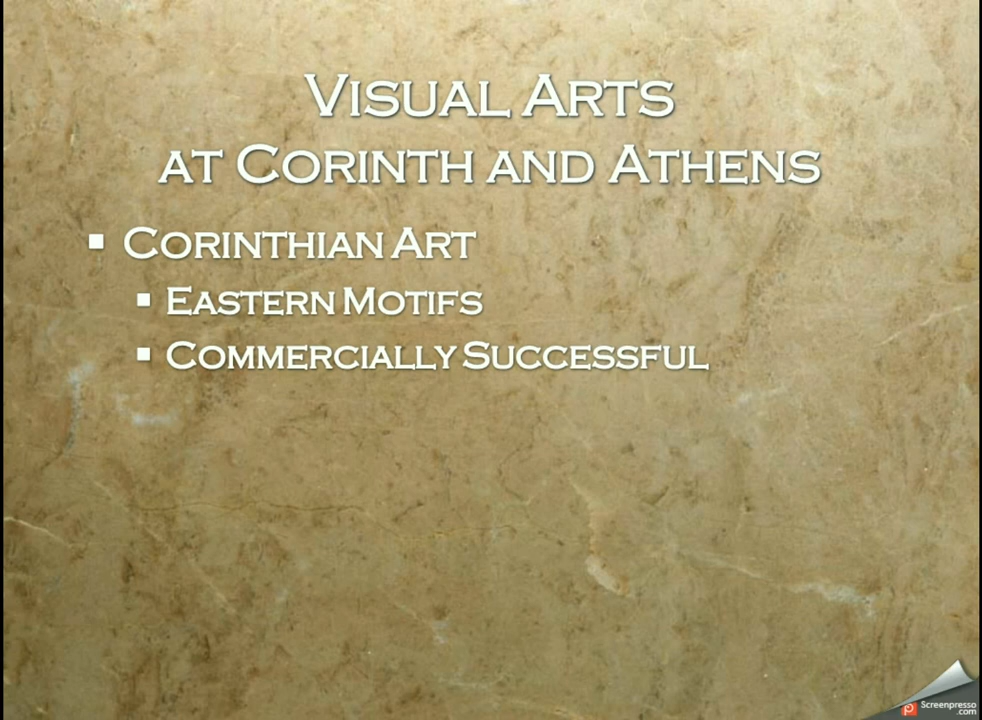 Visual Arts
at Corinth and Athens
▪ Corinthian Art
▪ Eastern Motifs
▪ Commercially Successful
Screenpresso
.com